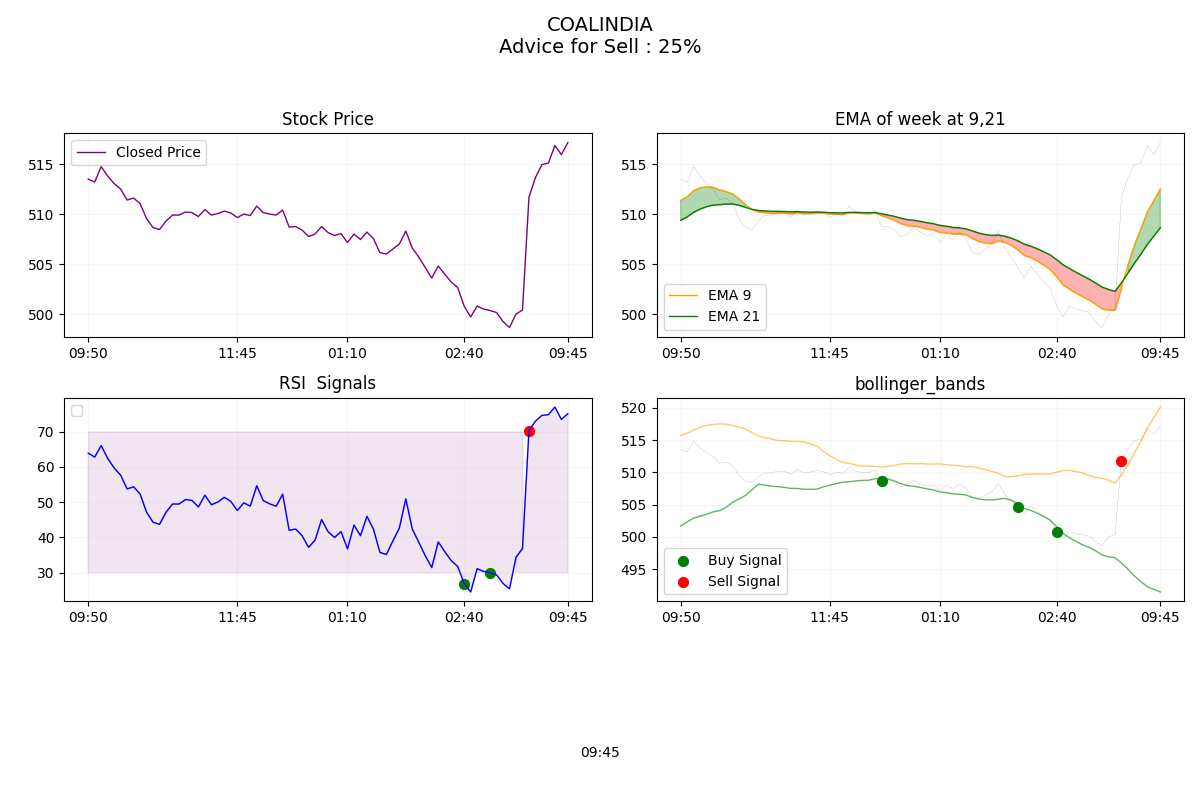 COALINDIA
Advice for Sell : 25%
Stock Price
Closed Price
515
510
505
500
09:50 11:45 01:10 02:40 09:45
EMA of week at 9,21
515
510
505
500
EMA 9
EMA 21
09:50 11:45 01:10 02:40 09:45
RSI  Signals
70
60
50
40
30
09:50 11:45 01:10 02:40 09:45
bollinger_bands
520
515
510
505
500
495
Buy Signal
Sell Signal
09:50 11:45 01:10 02:40 09:45
09:45